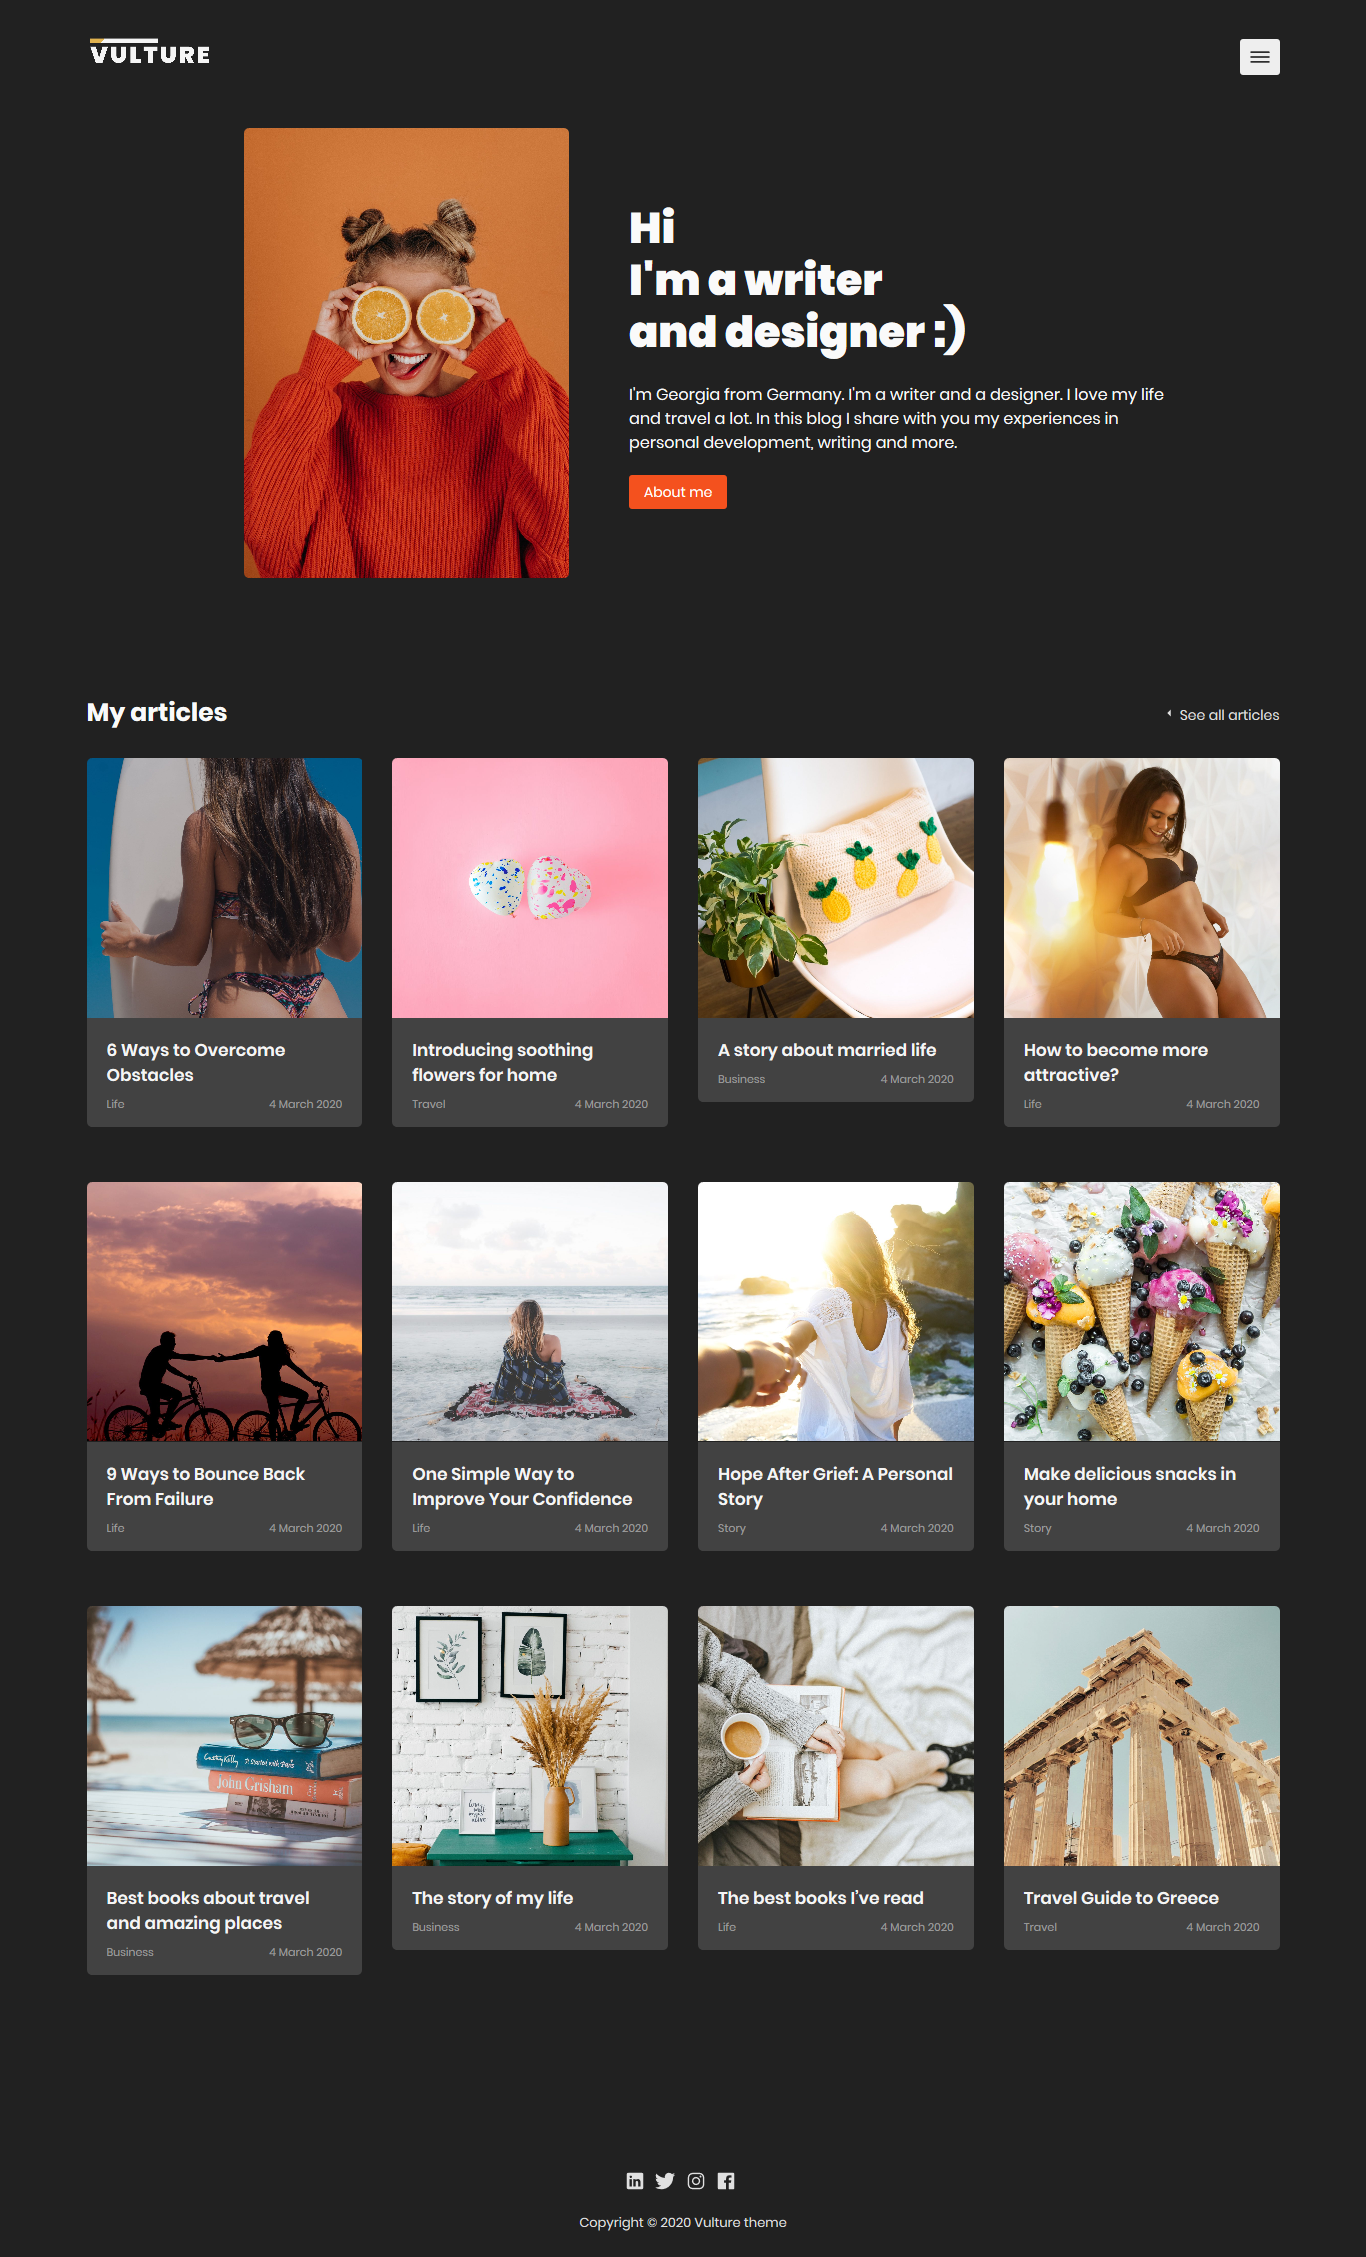 VULTURE
Hi
I'm a writer
and designer :)
I'm Georgia from Germany. I'm a writer and a designer. I love my life
and travel a lot. In this blog I share with you my experiences in
personal development, writing and more.
About me
My articles
See all articles
6 Ways to Overcome
Obstacles
Life 4 March 2020
Introducing soothing
flowers for home
Travel 4 March 2020
A story about married life
Business 4 March 2020
How to become more
attractive?
Life 4 March 2020
9 Ways to Bounce Back
From Failure
Life 4 March 2020
One Simple Way to
Improve Your Confidence
Life 4 March 2020
Hope After Grief: A Personal
Story
Story 4 March 2020
Make delicious snacks in
your home
Story 4 March 2020
Cathy Kelly
John Grisham
Best books about travel
and amazing places
Business 4 March 2020
The story of my life
Business 4 March 2020
The best books I've read
Life 4 March 2020
Travel Guide to Greece
Travel 4 March 2020
Copyright © 2020 Vulture theme